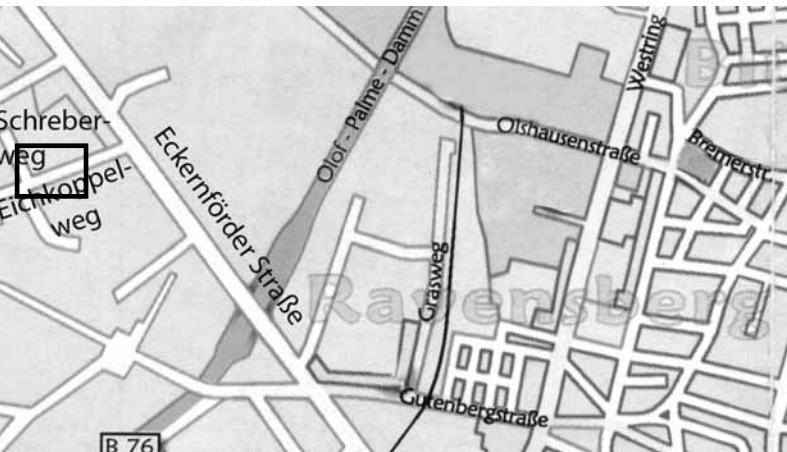 Olof - Palme - Damm
Westring
Schreber-
weg
Eckernförder Straße
Olshausenstraße
Bremerstr.
Eichkoppel-
weg
Grasweg
Ravensberg
Gutenbergstraße
B 76